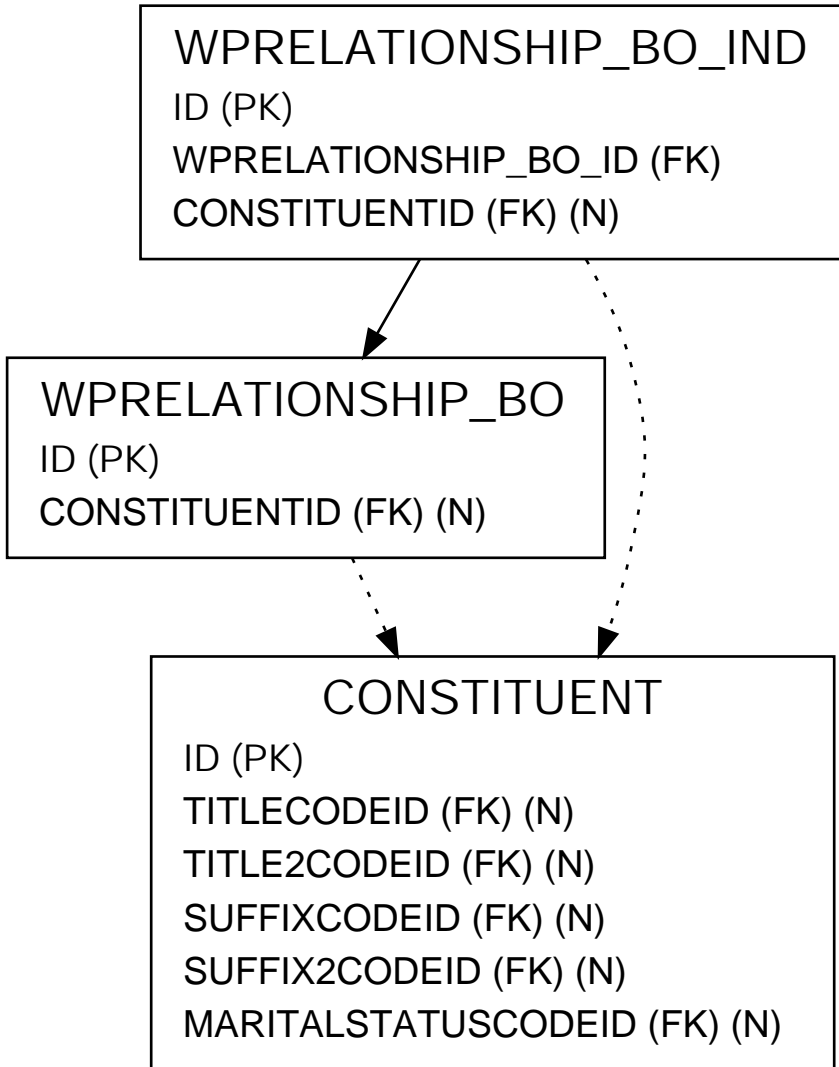 WPRELATIONSHIP_BO_IND
ID (PK)
WPRELATIONSHIP_BO_ID (FK)
CONSTITUENTID (FK) (N)
WPRELATIONSHIP_BO
ID (PK)
CONSTITUENTID (FK) (N)
CONSTITUENT
ID (PK)
TITLECODEID (FK) (N)
TITLE2CODEID (FK) (N)
SUFFIXCODEID (FK) (N)
SUFFIX2CODEID (FK) (N)
MARITALSTATUSCODEID (FK) (N)